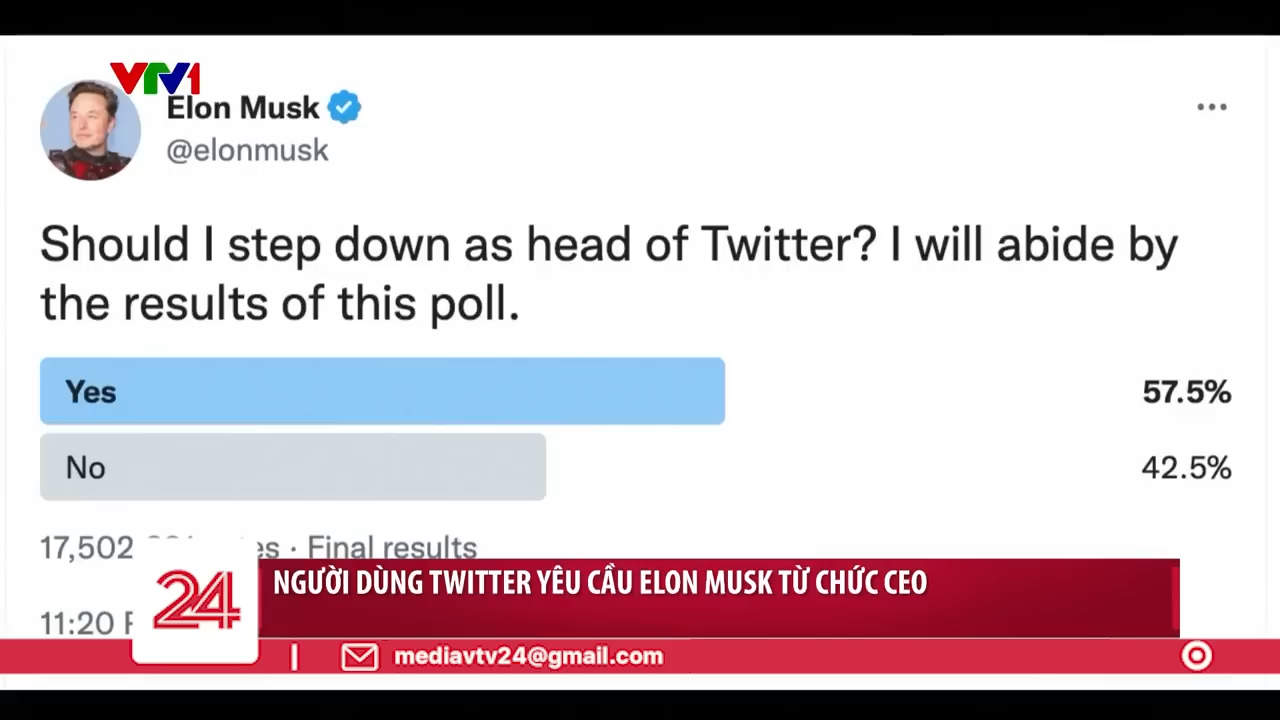 VTV1
Elon Musk
@elonmusk
Should I step down as head of Twitter? I will abide by
the results of this poll.
Yes
57.5%
No
42.5%
17,502 · Final results
24
NGƯỜI DÙNG TWITTER YÊU CẦU ELON MUSK TỪ CHỨC CEO
11:20
mediavtv24@gmail.com